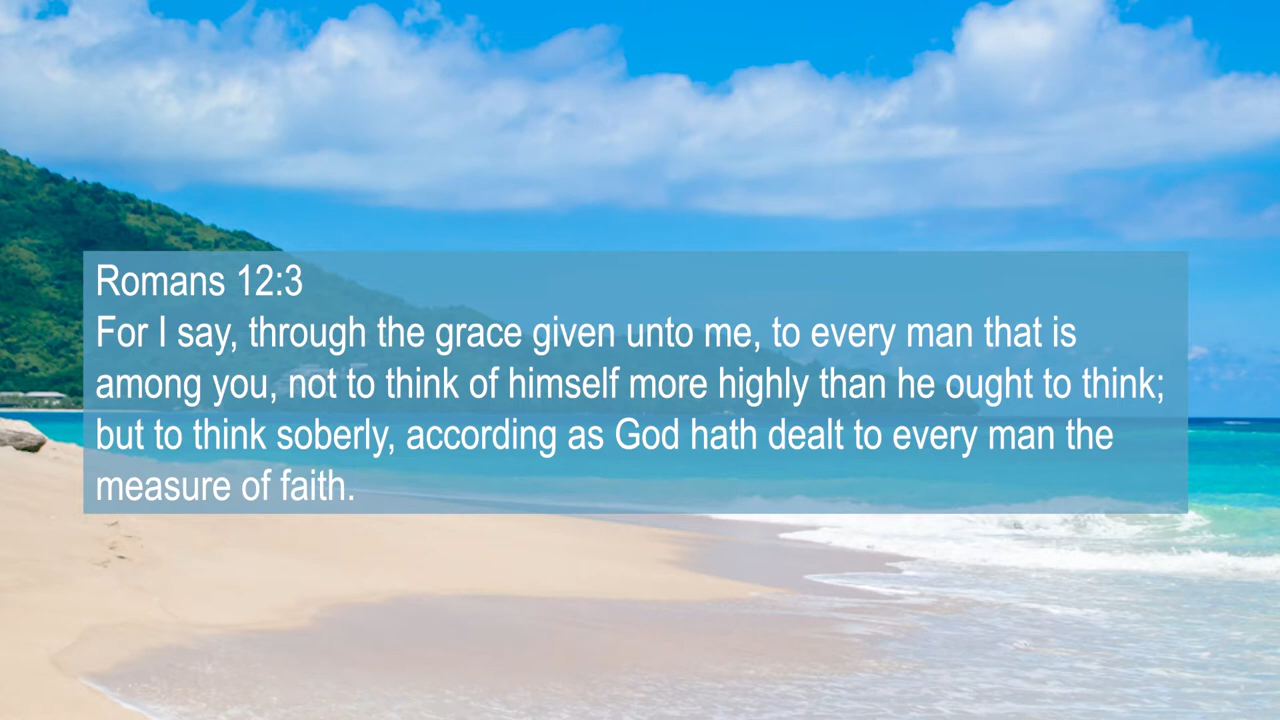 Romans 12:3
For I say, through the grace given unto me, to every man that is
among you, not to think of himself more highly than he ought to think;
but to think soberly, according as God hath dealt to every man the
measure of faith.